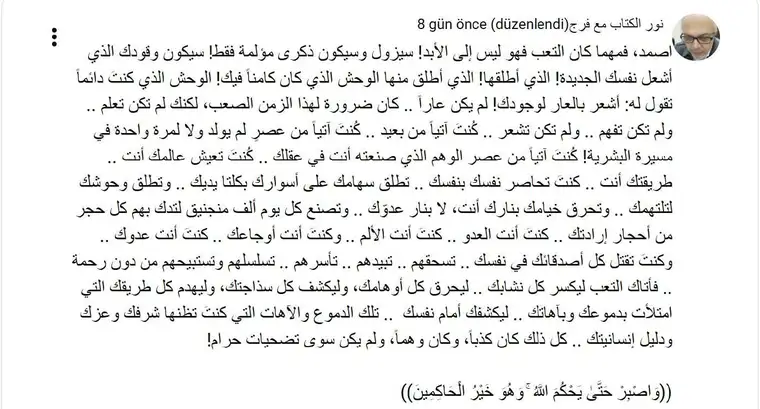 نور الكتاب مع فرج(düzenlendi) 8 gün önce
اصمد، فمهما كان التعب فهو ليس إلى الأبد! سيزول وسيكون ذكرى مؤلمة فقط! سيكون وقودك الذي
أشعل نفسك الجديدة! الذي أطلقها! الذي أطلق منها الوحش الذي كان كامناً فيك! الوحش الذي كنتَ دائماً
تقول له: أشعر بالعار لوجودك! لم يكن عاراً .. كان ضرورة لهذا الزمن الصعب، لكنك لم تكن تعلم ..
ولم تكن تفهم .. ولم تكن تشعر .. كُنتَ آتياً من بعيد .. كُنتَ آتياً من عصرٍ لم يولد ولا لمرة واحدة في
مسيرة البشرية! كُنتَ آتياً من عصر الوهم الذي صنعته أنت في عقلك .. كُنتَ تعيش عالمك أنت ..
طريقتك أنت .. كنتَ تحاصر نفسك بنفسك .. تطلق سهامك على أسوارك بكلتا يديك .. وتطلق وحوشك
لتلتهمك .. وتحرق خيامك بنارك أنت، لا بنار عدوّك .. وتصنع كل يوم ألف منجنيق لتدك بهم كل حجر
من أحجار إرادتك .. كنتَ أنت العدو .. كنتَ أنت الألم .. وكنتَ أنت أوجاعك .. كنتَ أنت عدوك ..
وكنتَ تقتل كل أصدقائك في نفسك .. تسحقهم .. تبيدهم .. تأسرهم .. تسلسلهم وتستبيحهم من دون رحمة
.. فأتاك التعب ليكسر كل نشابك .. ليحرق كل أوهامك، وليكشف كل سذاجتك، وليهدم كل طريقك التي
امتلأت بدموعك وبآهاتك .. ليكشفك أمام نفسك .. تلك الدموع والآهات التي كنتَ تظنها شرفك وعزك
ودليل إنسانيتك .. كل ذلك كان كذباً، وكان وهماً، ولم يكن سوى تضحيات حرام!
((وَاصْبِرْ حَتَّىٰ يَحْكُمَ اللَّهُ ۚ وَهُوَ خَيْرُ الْحَاكِمِينَ))